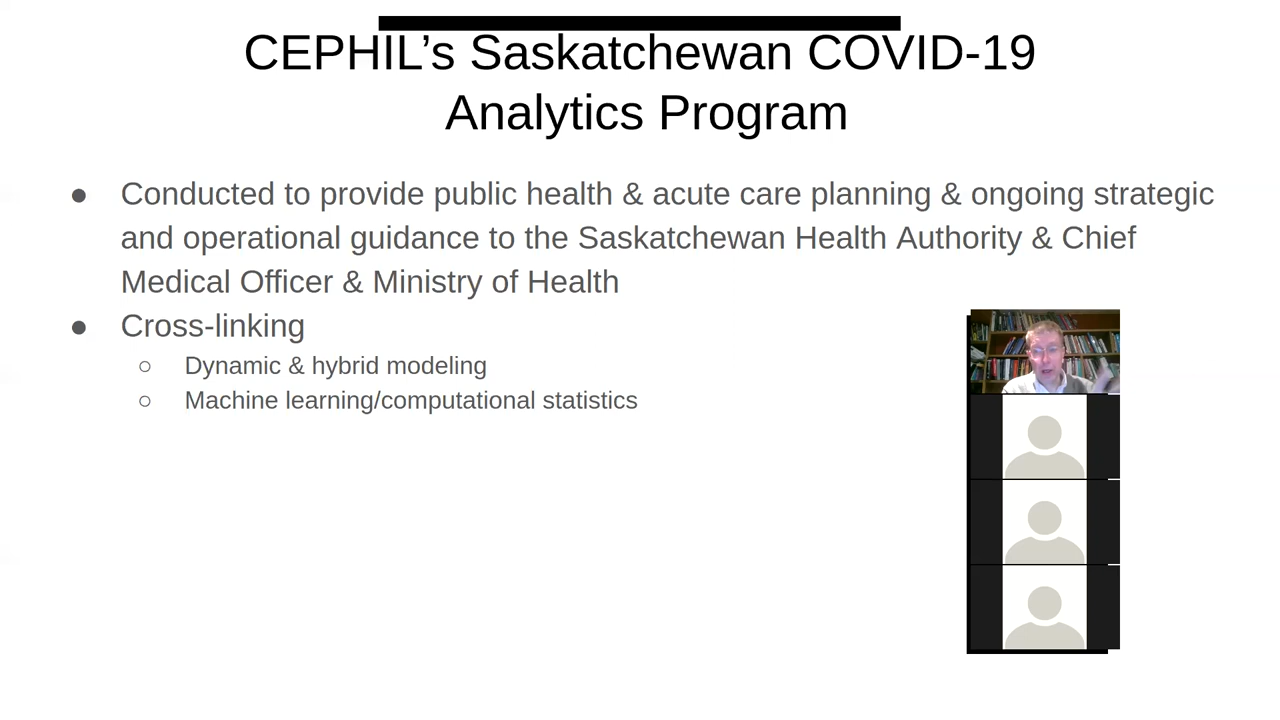 CEPHIL’s Saskatchewan COVID-19
Analytics Program
● Conducted to provide public health & acute care planning & ongoing strategic
and operational guidance to the Saskatchewan Health Authority & Chief
Medical Officer & Ministry of Health
● Cross-linking
○ Dynamic & hybrid modeling
○ Machine learning/computational statistics